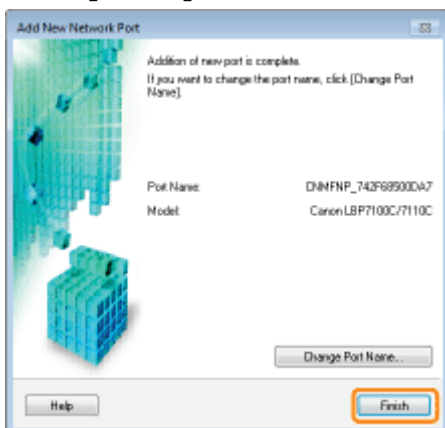 Add New Network Port
Addition of new port is complete.
If you want to change the port name, click [Change Port
Name].
Port Name: CNMFNP_742F68500DA7
Model: Canon LBP7100C/7110C
Change Port Name...
Help
Finish